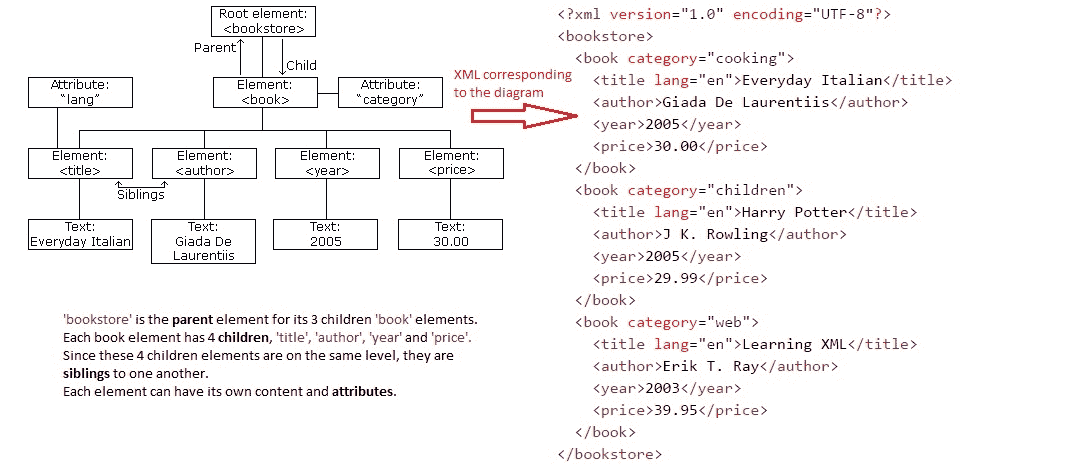 Root element:
<bookstore>
Parent
Child
Attribute:
"lang"
Element:
<book>
Attribute:
"category"
Element:
<title>
Element:
<author>
Element:
<year>
Element:
<price>
Siblings
Text:
Everyday Italian
Text:
Giada De
Laurentiis
Text:
2005
Text:
30.00
XML corresponding
to the diagram
'bookstore' is the parent element for its 3 children 'book' elements.
Each book element has 4 children, 'title', 'author', 'year' and 'price'.
Since these 4 children elements are on the same level, they are
siblings to one another.
Each element can have its own content and attributes.
<?xml version="1.0" encoding="UTF-8"?>
<bookstore>
<book category="cooking">
<title lang="en">Everyday Italian</title>
<author>Giada De Laurentiis</author>
<year>2005</year>
<price>30.00</price>
</book>
<book category="children">
<title lang="en">Harry Potter</title>
<author>J K. Rowling</author>
<year>2005</year>
<price>29.99</price>
</book>
<book category="web">
<title lang="en">Learning XML</title>
<author>Erik T. Ray</author>
<year>2003</year>
<price>39.95</price>
</book>
</bookstore>